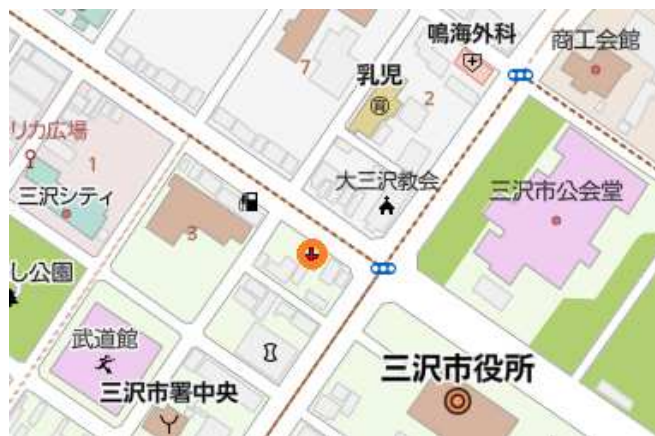 鳴海外科
商工会館
7
乳児
育
2
リカ広場
1
大三沢教会
三沢シティ
三沢市公会堂
3
し公園
武道館
三沢市役所
三沢市署中央